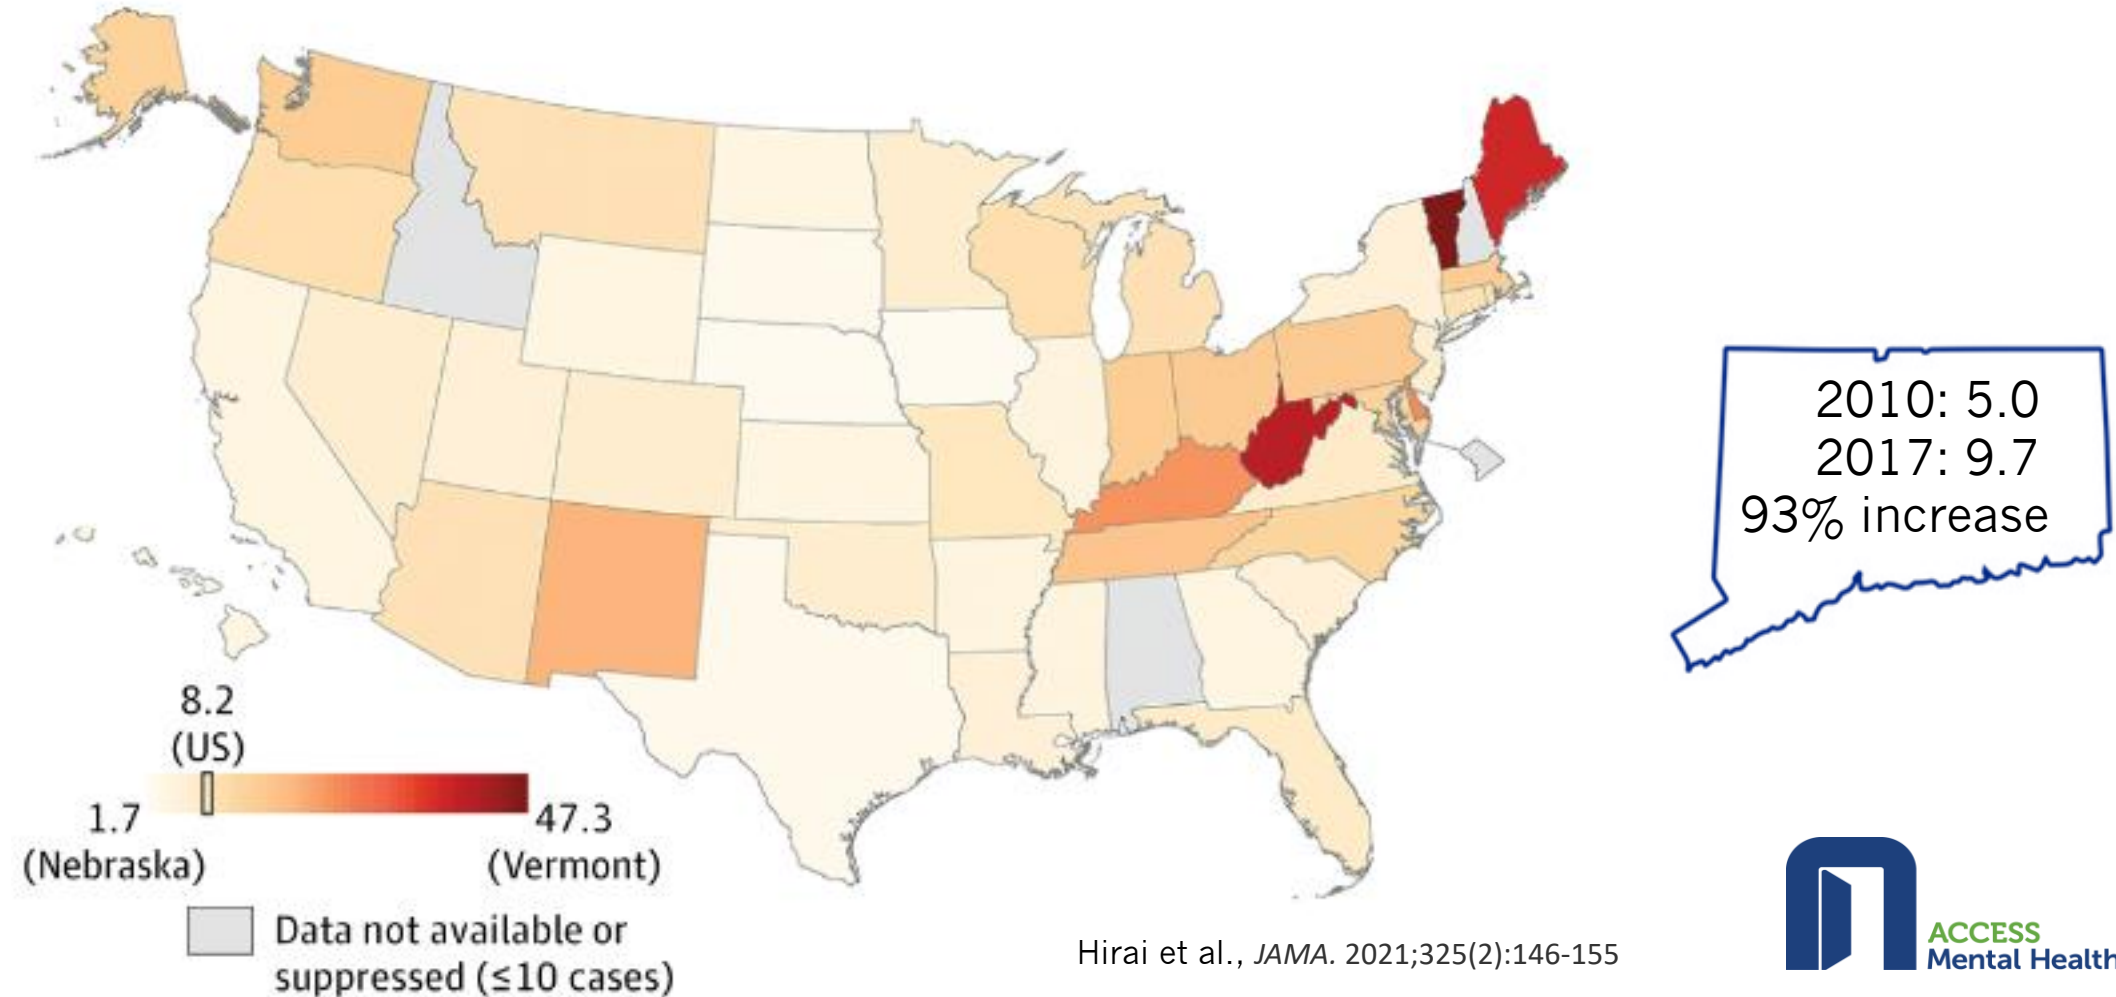 2010: 5.0
2017: 9.7
93% increase
8.2
(US)
1.7
47.3
(Nebraska)
(Vermont)
Data not available or
suppressed (≤10 cases)
Hirai et al., JAMA. 2021;325(2):146-155
ACCESS
Mental Health